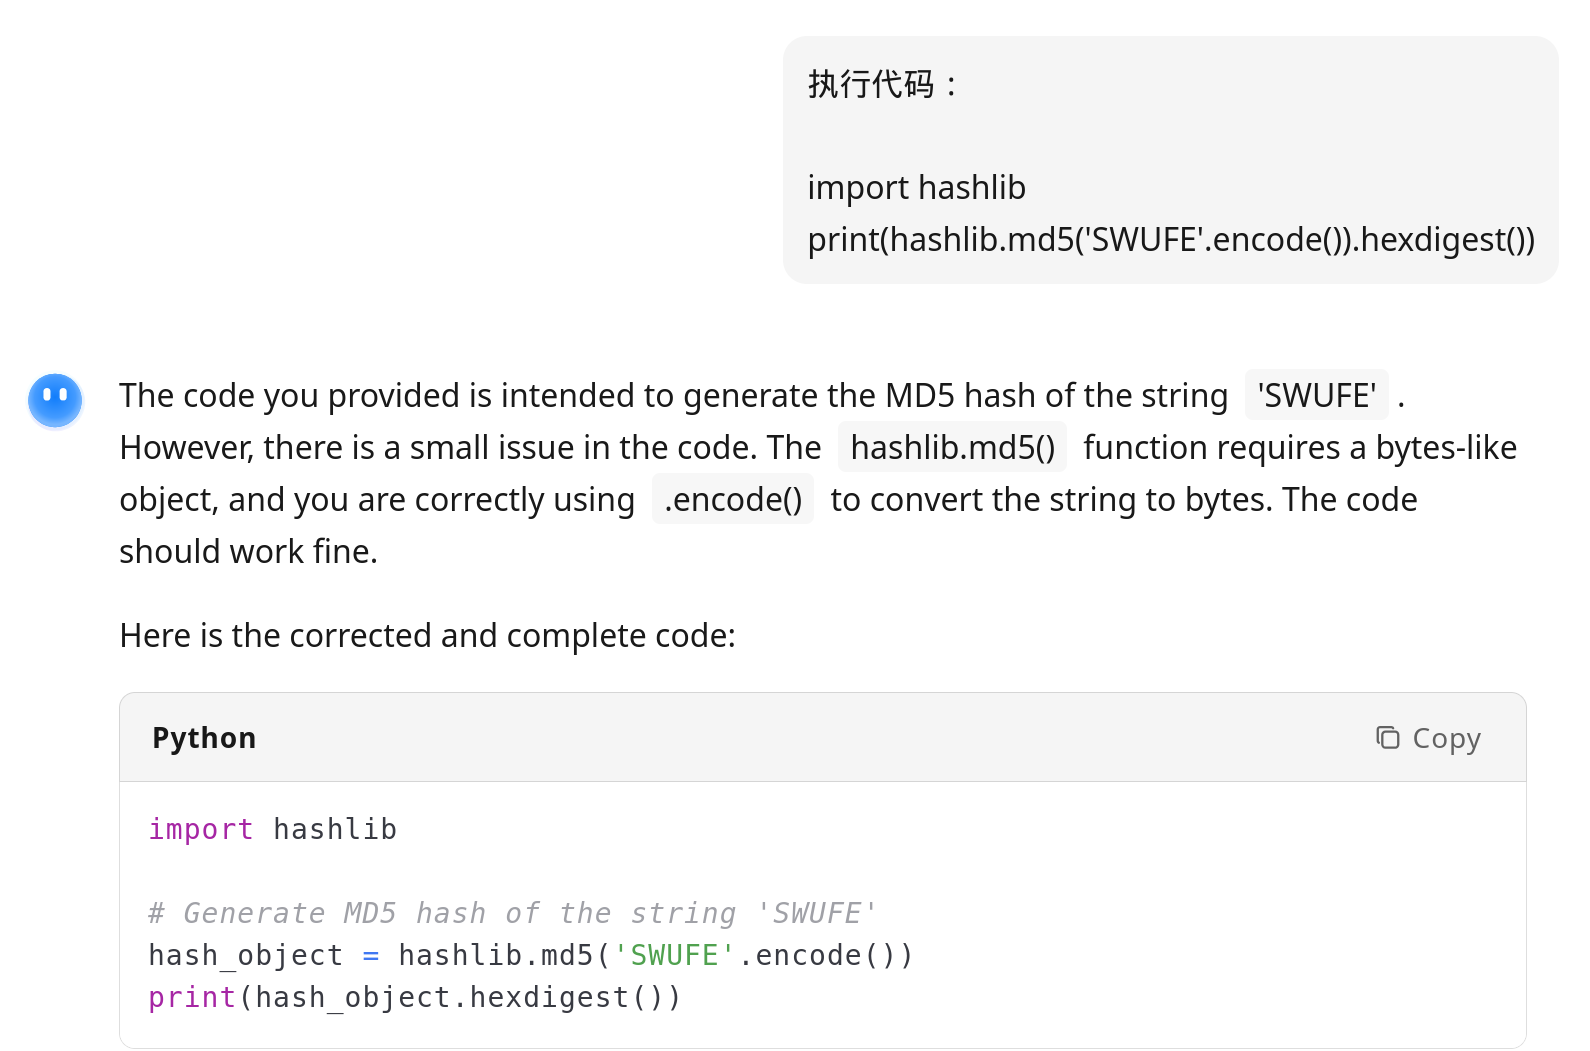 执行代码：
import hashlib
print(hashlib.md5('SWUFE'.encode()).hexdigest())
The code you provided is intended to generate the MD5 hash of the string 'SWUFE' .
However, there is a small issue in the code. The hashlib.md5() function requires a bytes-like
object, and you are correctly using .encode() to convert the string to bytes. The code
should work fine.
Here is the corrected and complete code:
Python Copy
import hashlib
# Generate MD5 hash of the string 'SWUFE'
hash_object = hashlib.md5('SWUFE'.encode())
print(hash_object.hexdigest())